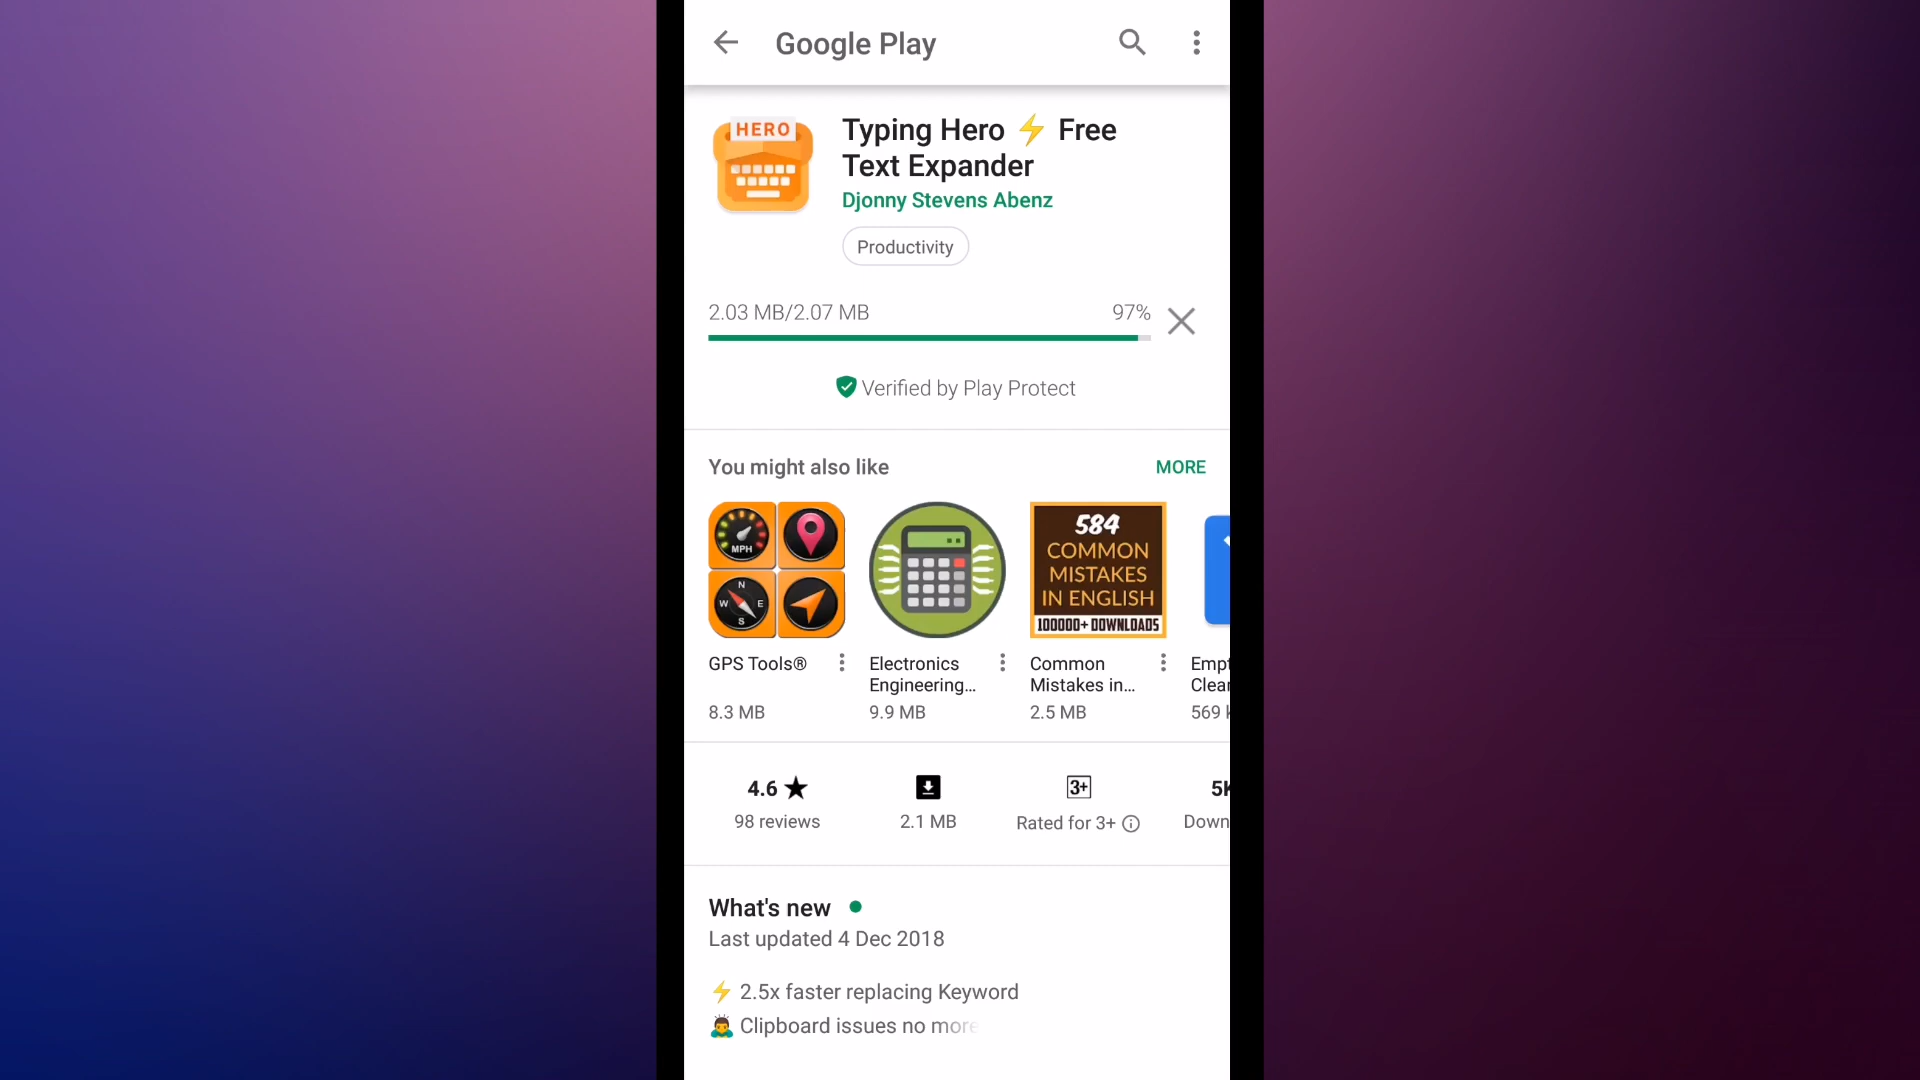 Google Play
HERO
Typing Hero ⚡ Free
Text Expander
Djonny Stevens Abenz
Productivity
2.03 MB/2.07 MB 97%
Verified by Play Protect
You might also like MORE
MPH
N
W E
S
584
COMMON
MISTAKES
IN ENGLISH
100000+ DOWNLOADS
GPS Tools®
8.3 MB
Electronics
Engineering...
9.9 MB
Common
Mistakes in...
2.5 MB
Empt
Clear
569 k
4.6 ★
98 reviews
2.1 MB
3+
Rated for 3+
5K
Down
What's new
Last updated 4 Dec 2018
⚡ 2.5x faster replacing Keyword
🙇 Clipboard issues no more